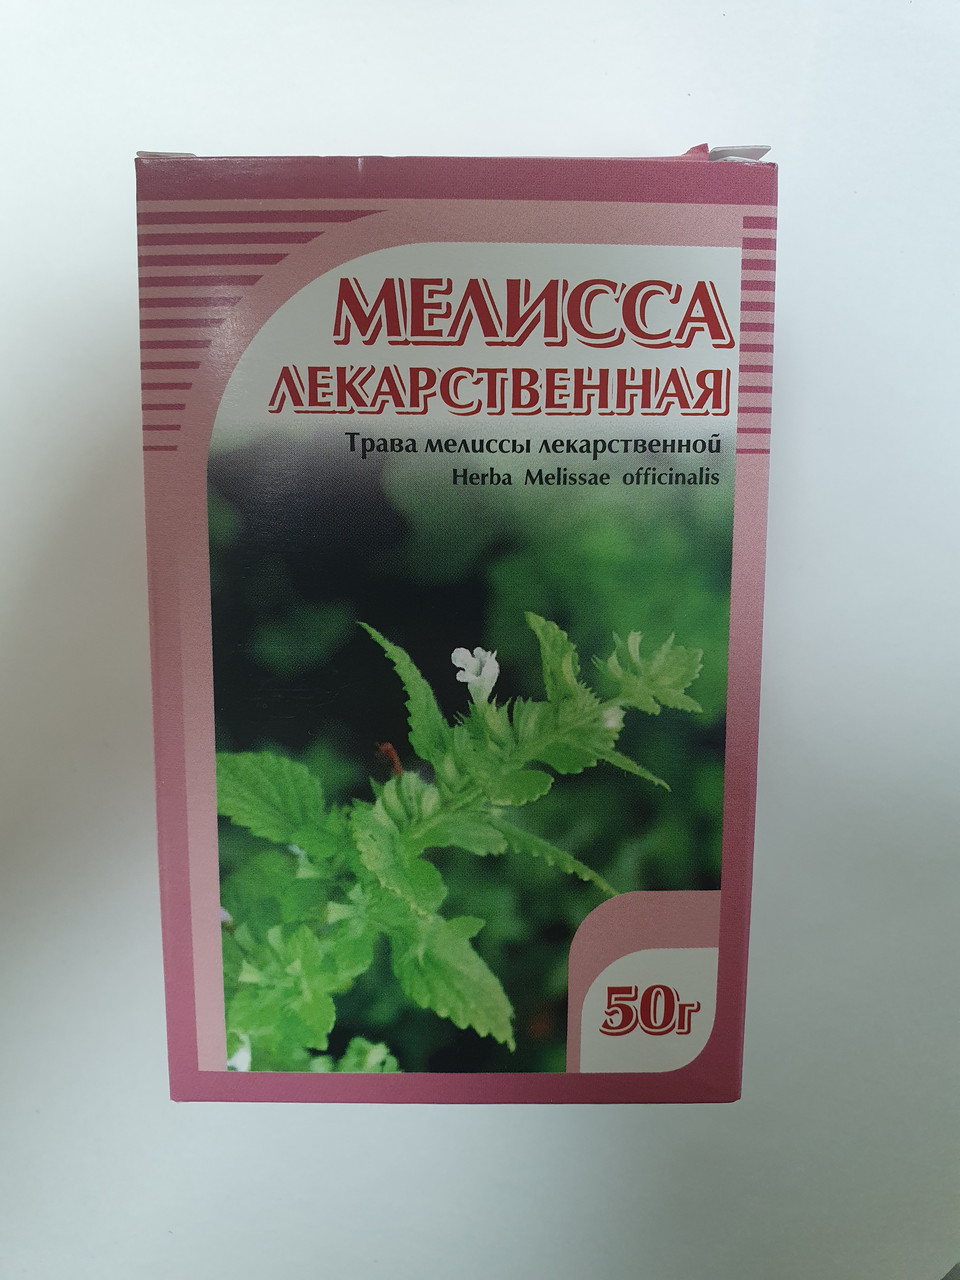 МЕЛИССА
ЛЕКАРСТВЕННАЯ
Трава мелиссы лекарственной
Herba Melissae officinalis
50г